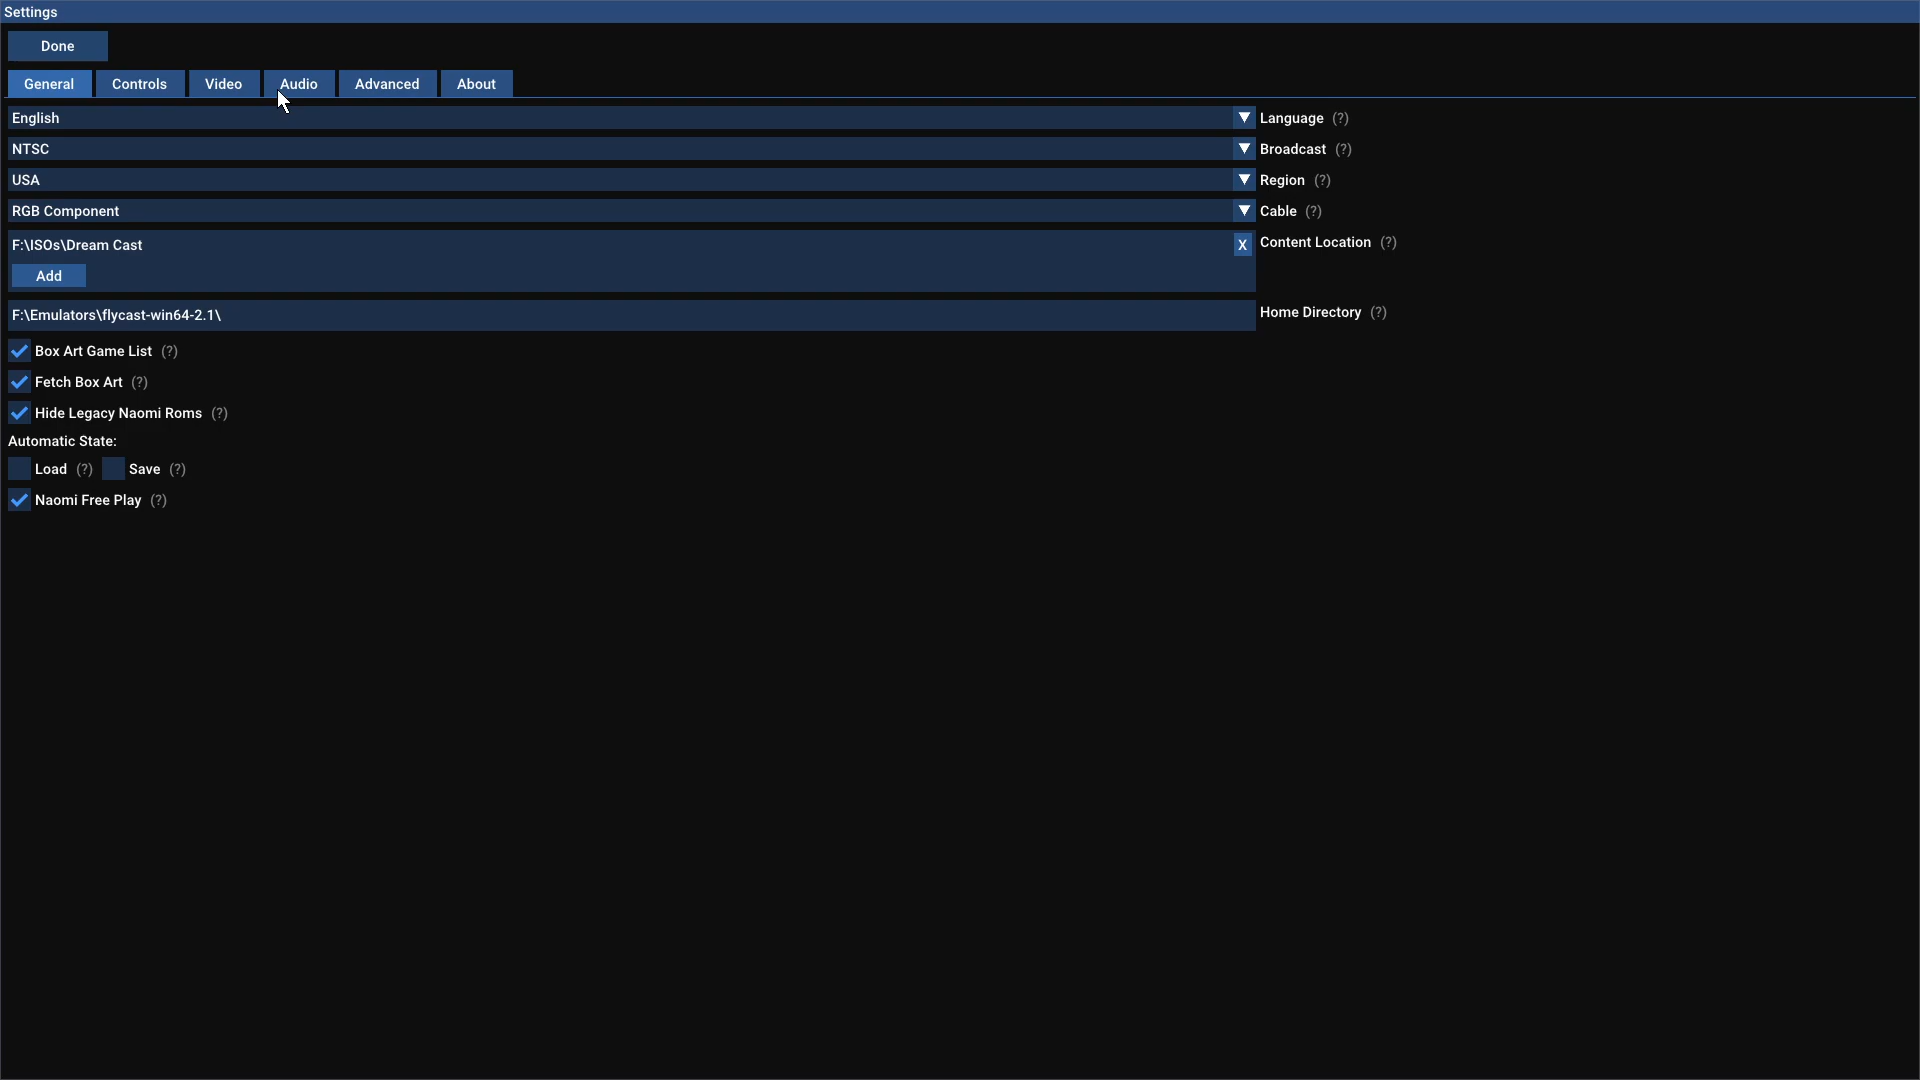 Settings
Done
General Controls Video Audio Advanced About
English Language (?)
NTSC Broadcast (?)
USA Region (?)
RGB Component Cable (?)
F:\ISOs\Dream Cast X Content Location (?)
Add
F:\Emulators\flycast-win64-2.1\ Home Directory (?)
Box Art Game List (?)
Fetch Box Art (?)
Hide Legacy Naomi Roms (?)
Automatic State:
Load (?) Save (?)
Naomi Free Play (?)